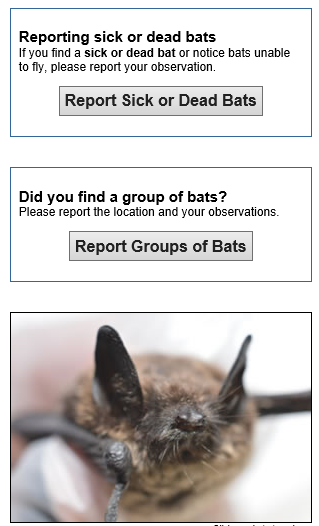 Reporting sick or dead bats
If you find a sick or dead bat or notice bats unable
to fly, please report your observation.
Report Sick or Dead Bats
Did you find a group of bats?
Please report the location and your observations.
Report Groups of Bats